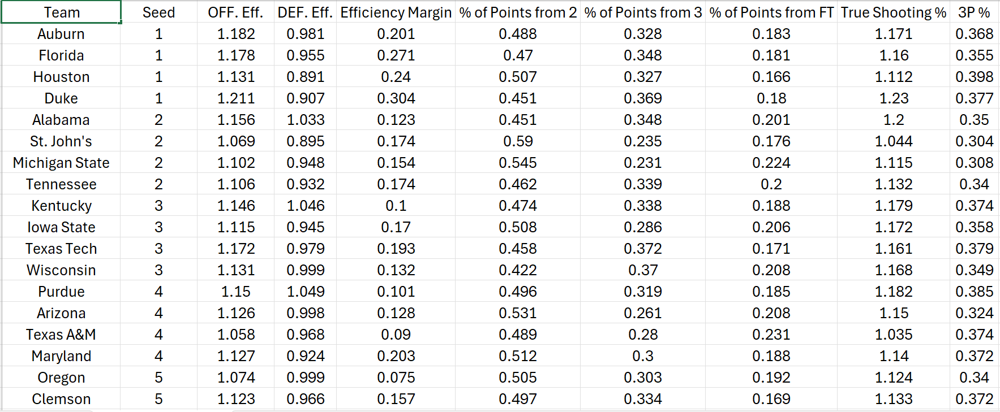 Team Seed OFF. Eff. DEF. Eff. Efficiency Margin % of Points from 2 % of Points from 3 % of Points from FT True Shooting % 3P %
Auburn 1 1.182 0.981 0.201 0.488 0.328 0.183 1.171 0.368
Florida 1 1.178 0.955 0.271 0.47 0.348 0.181 1.16 0.355
Houston 1 1.131 0.891 0.24 0.507 0.327 0.166 1.112 0.398
Duke 1 1.211 0.907 0.304 0.451 0.369 0.18 1.23 0.377
Alabama 2 1.156 1.033 0.123 0.451 0.348 0.201 1.2 0.35
St. John's 2 1.069 0.895 0.174 0.59 0.235 0.176 1.044 0.304
Michigan State 2 1.102 0.948 0.154 0.545 0.231 0.224 1.115 0.308
Tennessee 2 1.106 0.932 0.174 0.462 0.339 0.2 1.132 0.34
Kentucky 3 1.146 1.046 0.1 0.474 0.338 0.188 1.179 0.374
Iowa State 3 1.115 0.945 0.17 0.508 0.286 0.206 1.172 0.358
Texas Tech 3 1.172 0.979 0.193 0.458 0.372 0.171 1.161 0.379
Wisconsin 3 1.131 0.999 0.132 0.422 0.37 0.208 1.168 0.349
Purdue 4 1.15 1.049 0.101 0.496 0.319 0.185 1.182 0.385
Arizona 4 1.126 0.998 0.128 0.531 0.261 0.208 1.15 0.324
Texas A&M 4 1.058 0.968 0.09 0.489 0.28 0.231 1.035 0.374
Maryland 4 1.127 0.924 0.203 0.512 0.3 0.188 1.14 0.372
Oregon 5 1.074 0.999 0.075 0.505 0.303 0.192 1.124 0.34
Clemson 5 1.123 0.966 0.157 0.497 0.334 0.169 1.133 0.372